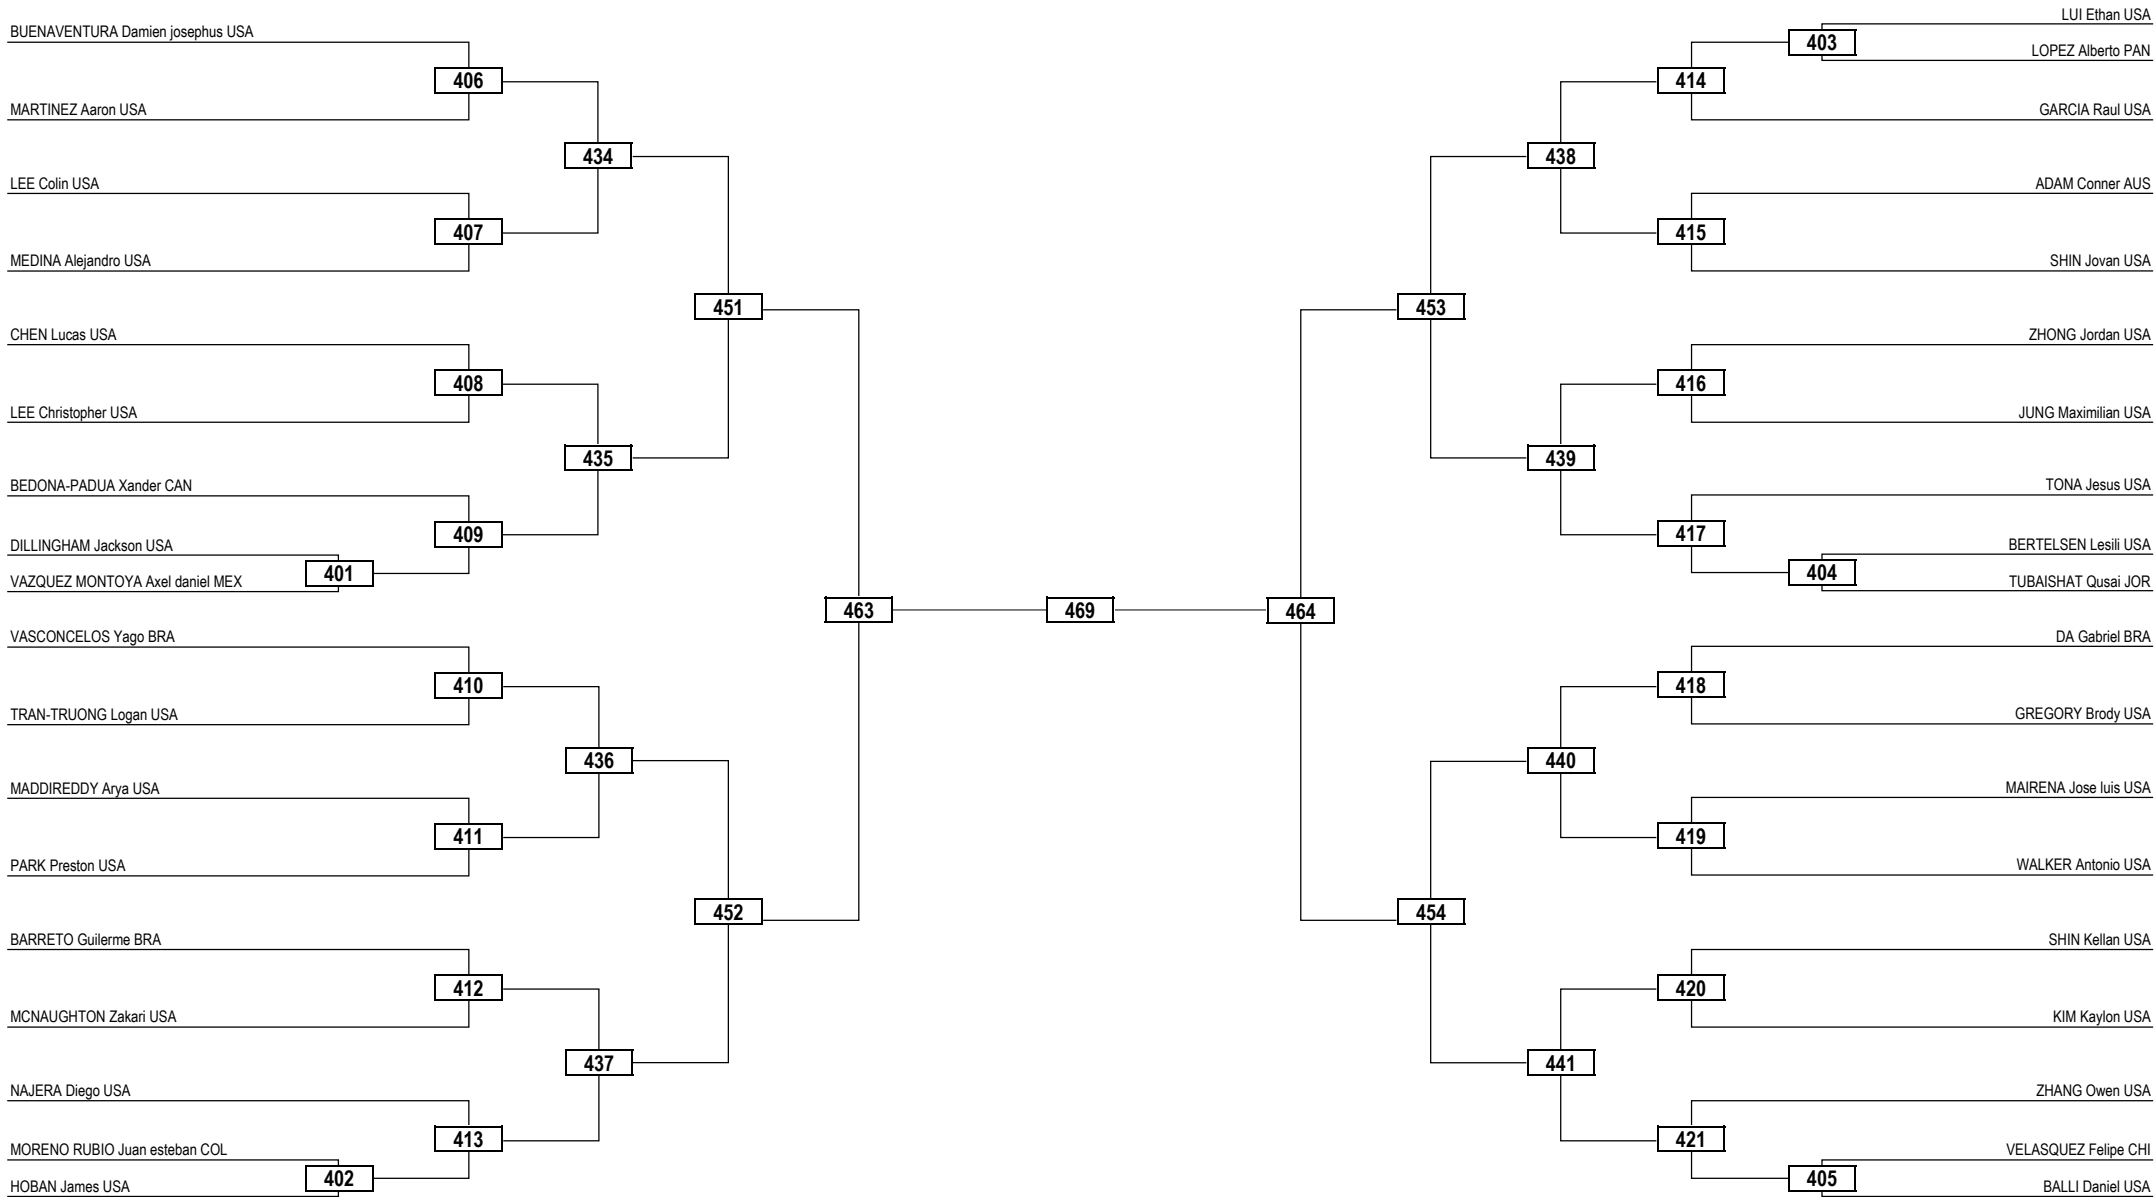 LUI Ethan USA
BUENAVENTURA Damien josephus USA
403
LOPEZ Alberto PAN
406
414
MARTINEZ Aaron USA
GARCIA Raul USA
434
438
LEE Colin USA
ADAM Conner AUS
407
415
MEDINA Alejandro USA
SHIN Jovan USA
451
453
CHEN Lucas USA
ZHONG Jordan USA
408
416
LEE Christopher USA
JUNG Maximilian USA
435
439
BEDONA-PADUA Xander CAN
TONA Jesus USA
409
417
DILLINGHAM Jackson USA
BERTELSEN Lesili USA
401
404
VAZQUEZ MONTOYA Axel daniel MEX
TUBAISHAT Qusai JOR
463
469
464
VASCONCELOS Yago BRA
DA Gabriel BRA
410
418
TRAN-TRUONG Logan USA
GREGORY Brody USA
436
440
MADDIREDDY Arya USA
MAIRENA Jose luis USA
411
419
PARK Preston USA
WALKER Antonio USA
452
454
BARRETO Guilerme BRA
SHIN Kellan USA
412
420
MCNAUGHTON Zakari USA
KIM Kaylon USA
437
441
NAJERA Diego USA
ZHANG Owen USA
413
421
MORENO RUBIO Juan esteban COL
VELASQUEZ Felipe CHI
402
405
HOBAN James USA
BALLI Daniel USA